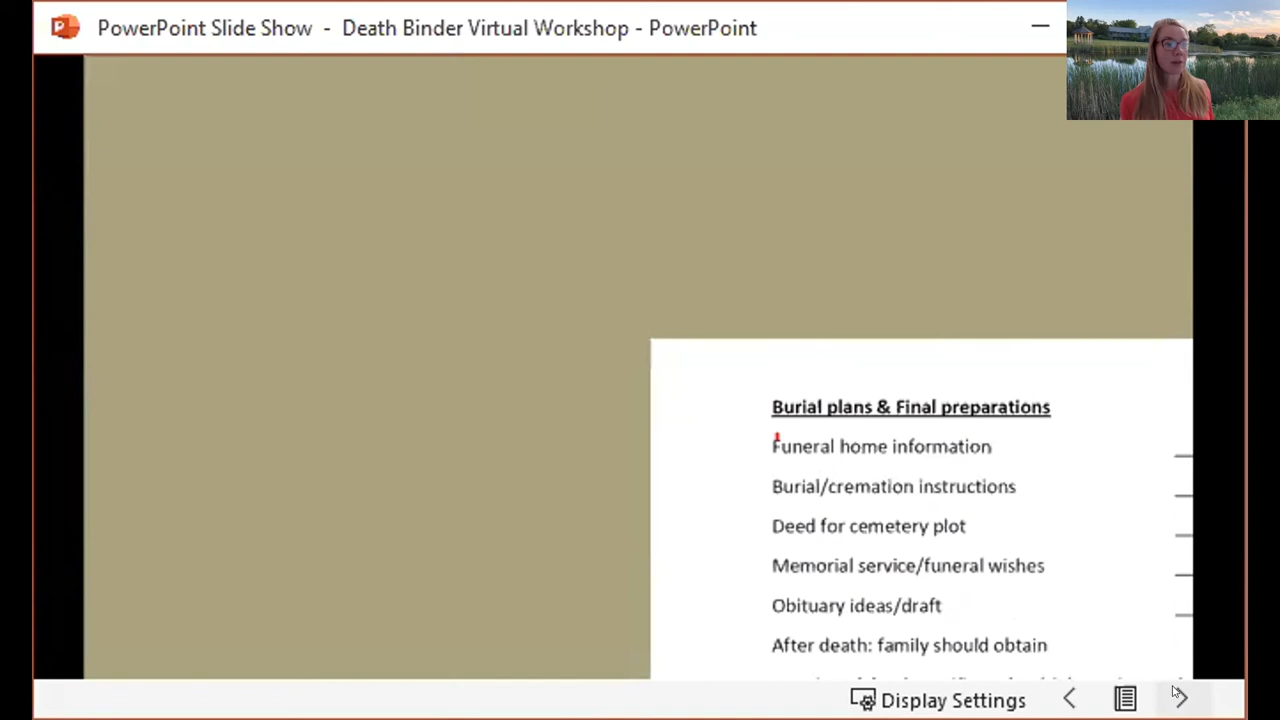 PowerPoint Slide Show - Death Binder Virtual Workshop - PowerPoint
Burial plans & Final preparations
Funeral home information
Burial/cremation instructions
Deed for cemetery plot
Memorial service/funeral wishes
Obituary ideas/draft
After death: family should obtain
Display Settings